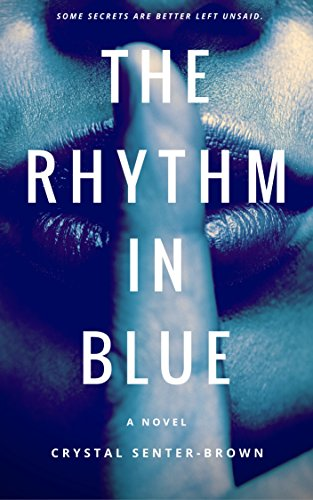 SOME SECRETS ARE BETTER LEFT UNSAID.
THE
RHYTHM
IN
BLUE
A NOVEL
CRYSTAL SENTER-BROWN